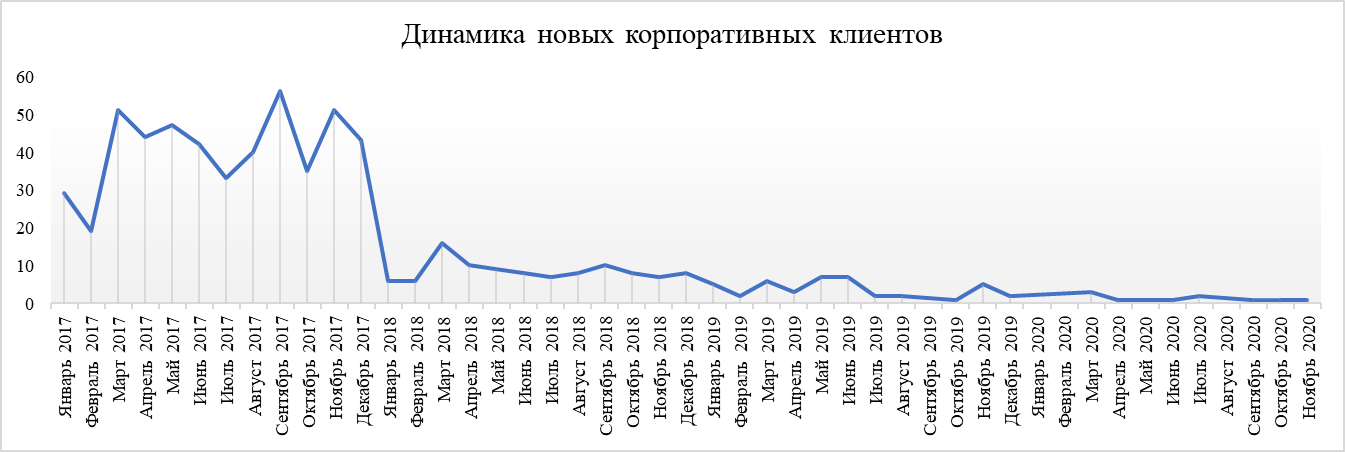 Динамика новых корпоративных клиентов
60
50
40
30
20
10
0
Январь 2017
Февраль 2017
Март 2017
Апрель 2017
Май 2017
Июнь 2017
Июль 2017
Август 2017
Сентябрь 2017
Октябрь 2017
Ноябрь 2017
Декабрь 2017
Январь 2018
Февраль 2018
Март 2018
Апрель 2018
Май 2018
Июнь 2018
Июль 2018
Август 2018
Сентябрь 2018
Октябрь 2018
Ноябрь 2018
Декабрь 2018
Январь 2019
Февраль 2019
Март 2019
Апрель 2019
Май 2019
Июнь 2019
Июль 2019
Август 2019
Сентябрь 2019
Октябрь 2019
Ноябрь 2019
Декабрь 2019
Январь 2020
Февраль 2020
Март 2020
Апрель 2020
Май 2020
Июнь 2020
Июль 2020
Август 2020
Сентябрь 2020
Октябрь 2020
Ноябрь 2020